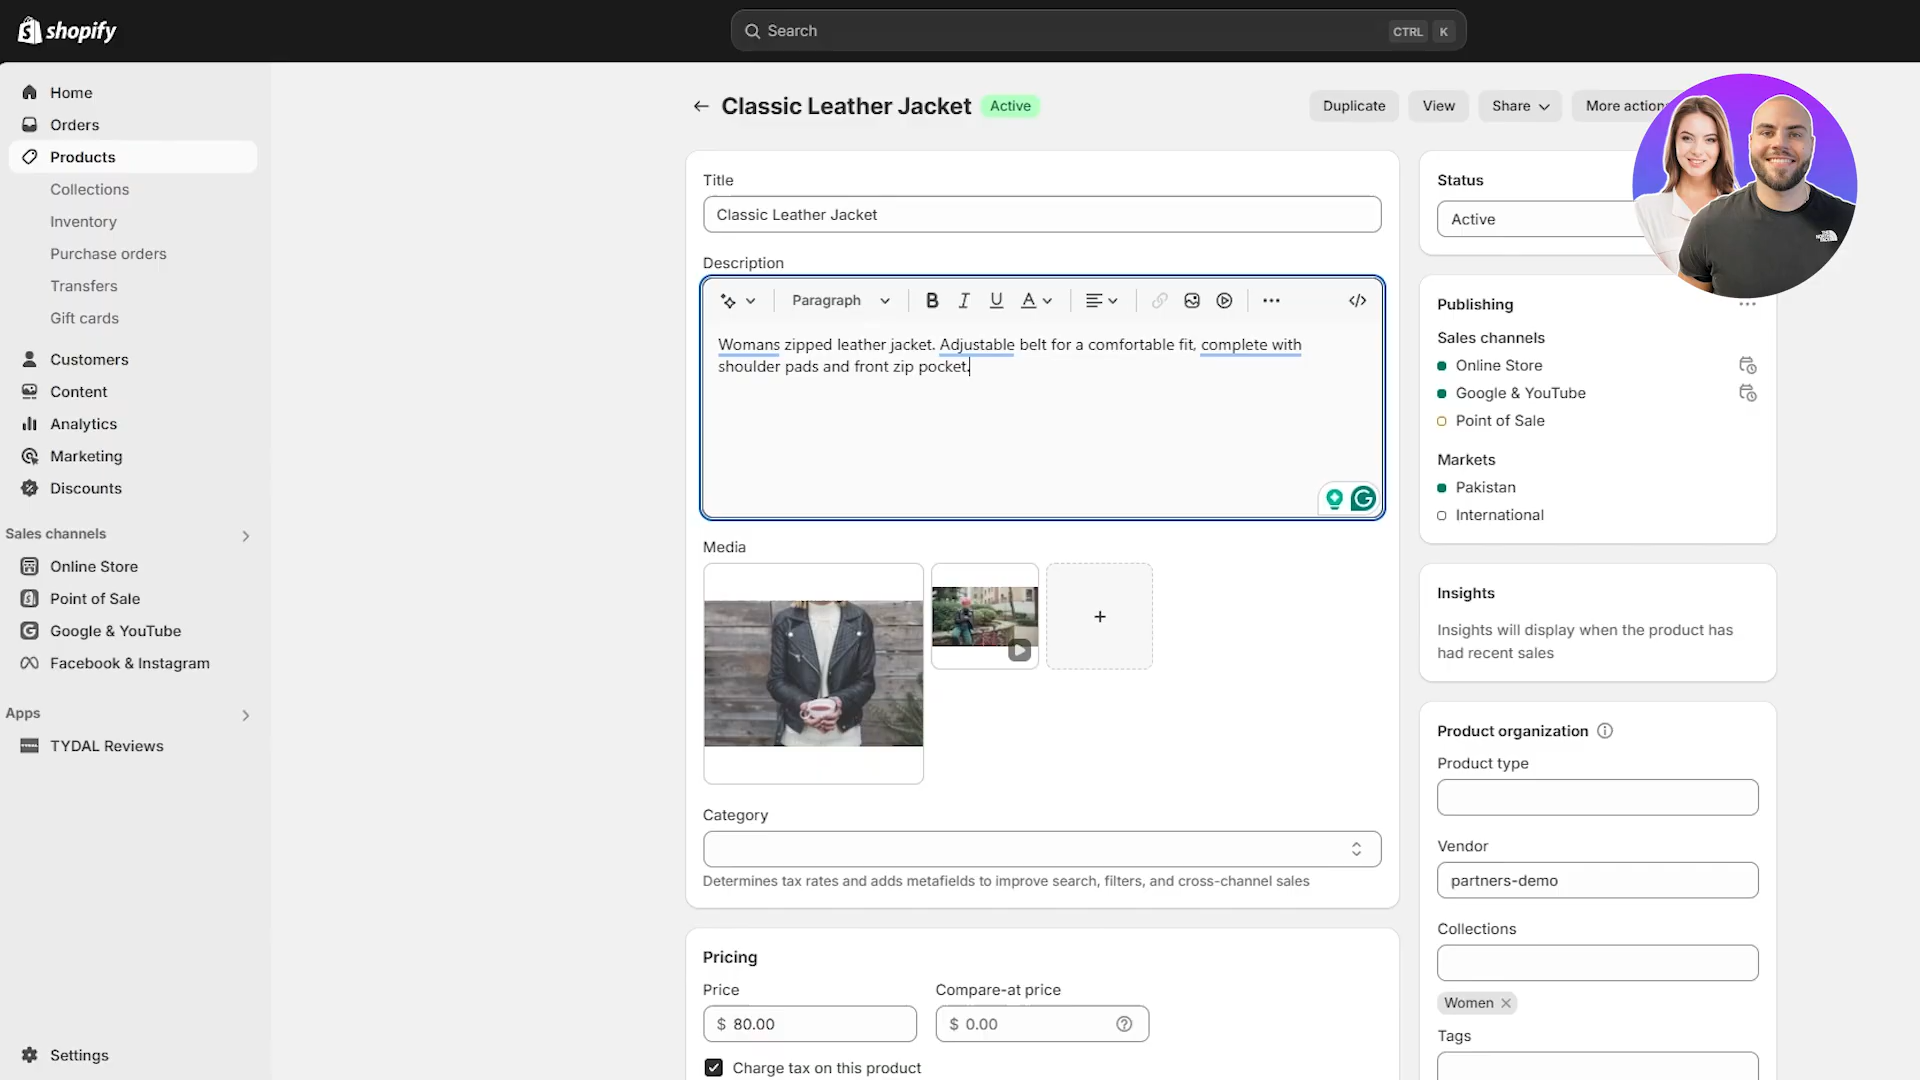 shopify
Search
CTRL K
Home
Orders
Products
Collections
Inventory
Purchase orders
Transfers
Gift cards
Customers
Content
Analytics
Marketing
Discounts
Sales channels
Online Store
Point of Sale
Google & YouTube
Facebook & Instagram
Apps
TYDAL Reviews
Settings
Classic Leather Jacket Active
Duplicate View Share More action
Title
Classic Leather Jacket
Description
Paragraph
Womans zipped leather jacket. Adjustable belt for a comfortable fit, complete with
shoulder pads and front zip pocket.
Media
Category
Determines tax rates and adds metafields to improve search, filters, and cross-channel sales
Pricing
Price Compare-at price
$ 80.00 $ 0.00
Charge tax on this product
Status
Active
Publishing
Sales channels
Online Store
Google & YouTube
Point of Sale
Markets
Pakistan
International
Insights
Insights will display when the product has
had recent sales
Product organization
Product type
Vendor
partners-demo
Collections
Women
Tags